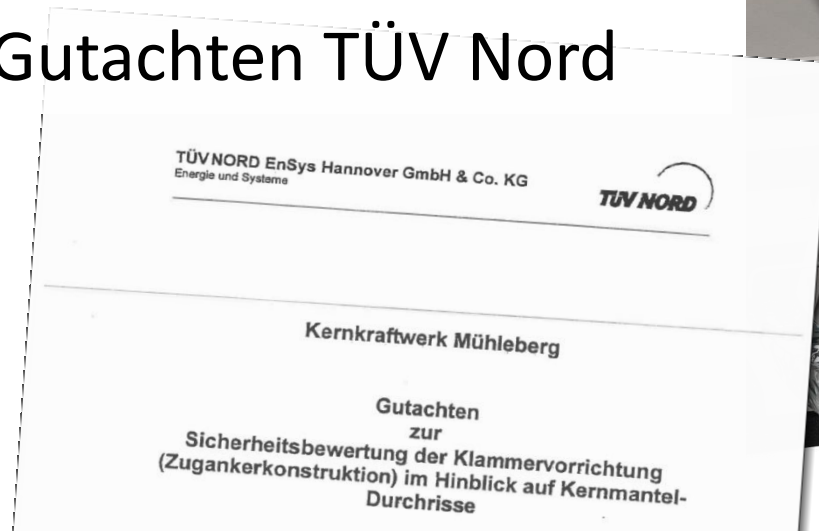 Gutachten TÜV Nord
TÜV NORD EnSys Hannover GmbH & Co. KG
Energie und Systeme
TÜV NORD
Kernkraftwerk Mühleberg
Gutachten
zur
Sicherheitsbewertung der Klammervorrichtung
(Zugankerkonstruktion) im Hinblick auf Kernmantel-
Durchrisse